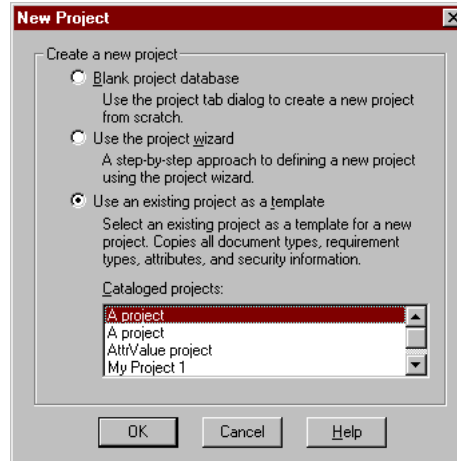 New Project
Create a new project
Blank project database
Use the project tab dialog to create a new project
from scratch.
Use the project wizard
A step-by-step approach to defining a new project
using the project wizard.
Use an existing project as a template
Select an existing project as a template for a new
project. Copies all document types, requirement
types, attributes, and security information.
Cataloged projects:
A project
A project
AttrValue project
My Project 1
OK Cancel Help